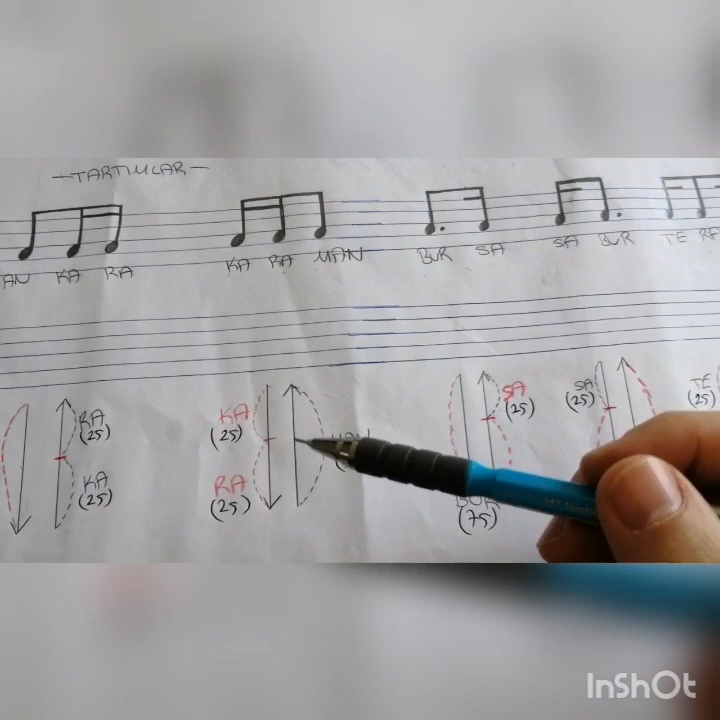 —TARTIMLAR—
AN KA RA KA RA MAN BUR SA SA BUR TE
KA (25) RA (25) SA (25) SA (25) TE (25)
RA (25) KA (25) BUR (75)
InShOt